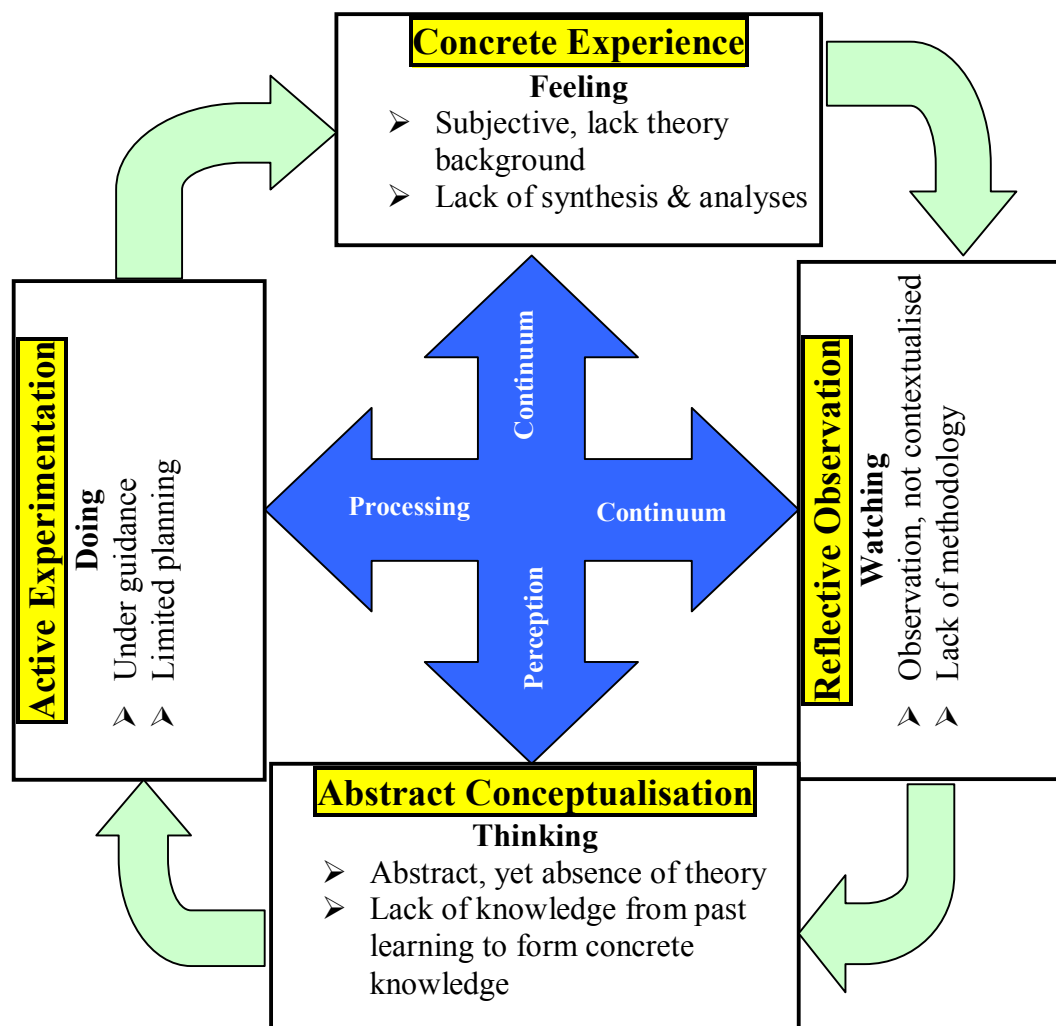 Concrete Experience
Feeling
➢ Subjective, lack theory
background
➢ Lack of synthesis & analyses
Active Experimentation
Doing
➢ Under guidance
➢ Limited planning
Continuum
Processing
Continuum
Perception
Reflective Observation
Watching
➢ Observation, not contextualised
➢ Lack of methodology
Abstract Conceptualisation
Thinking
➢ Abstract, yet absence of theory
➢ Lack of knowledge from past
learning to form concrete
knowledge